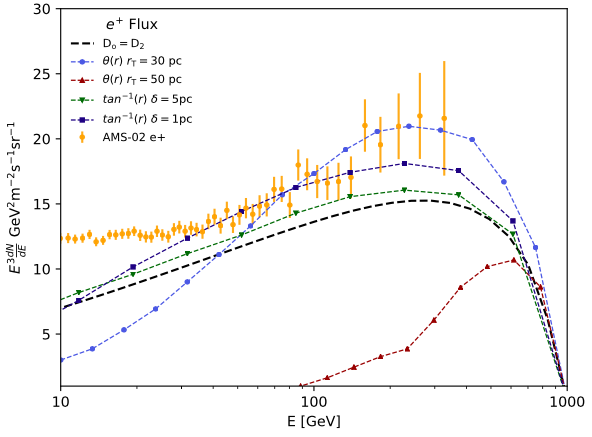 30
25
20
15
10
5
E³dN/dE GeV²m⁻²s⁻¹sr⁻¹
e⁺ Flux
D₀ = D₂
θ(r) r_T = 30 pc
θ(r) r_T = 50 pc
tan⁻¹(r) δ = 5pc
tan⁻¹(r) δ = 1pc
AMS-02 e+
10
100
1000
E [GeV]